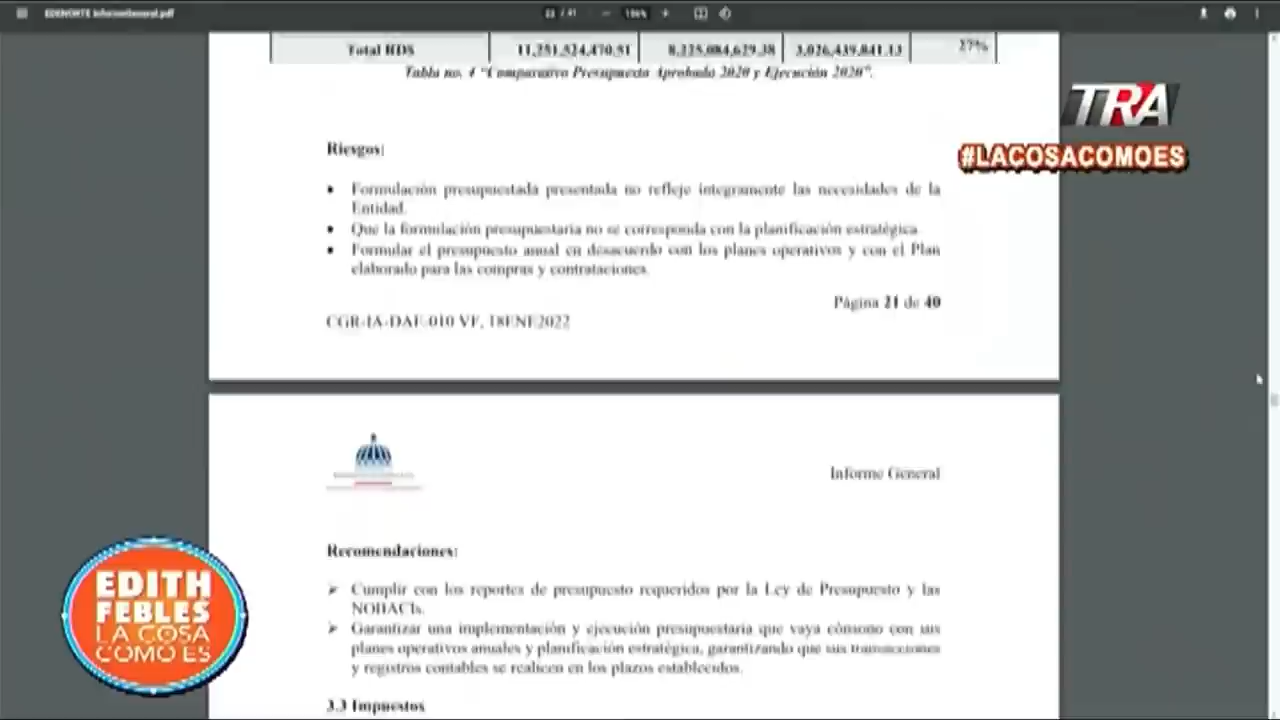 EDENORTE InformeGeneral.pdf
/ 41
Total RD$ 11,251,524,470.51 8,225,084,629.38 3,026,439,841.13 27%
Tabla no. 4 "Comparativo Presupuesto Aprobado 2020 y Ejecución 2020".
TRA
#LACOSACOMOES
Riesgos:
• Formulación presupuestada presentada no refleje íntegramente las necesidades de la
Entidad.
• Que la formulación presupuestaria no se corresponda con la planificación estratégica.
• Formular el presupuesto anual en desacuerdo con los planes operativos y con el Plan
elaborado para las compras y contrataciones.
Página 21 de 40
CGR-IA-DAF-010 VF, 18ENE2022
Informe General
Recomendaciones:
➢ Cumplir con los reportes de presupuesto requeridos por la Ley de Presupuesto y las
NOBACIs.
➢ Garantizar una implementación y ejecución presupuestaria que vaya cónsono con sus
planes operativos anuales y planificación estratégica, garantizando que sus transacciones
y registros contables se realicen en los plazos establecidos.
3.3 Impuestos
EDITH
FEBLES
LA COSA
COMO ES